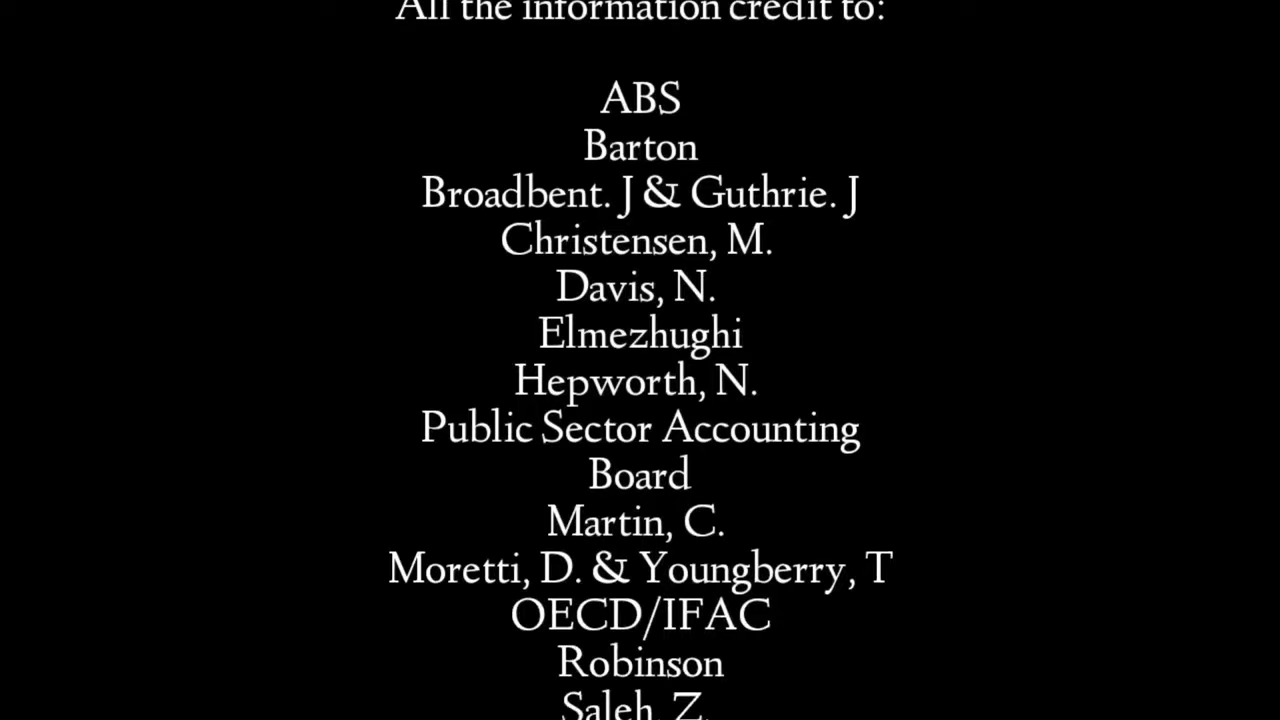 All the information credit to:
ABS
Barton
Broadbent. J & Guthrie. J
Christensen, M.
Davis, N.
Elmezhughi
Hepworth, N.
Public Sector Accounting
Board
Martin, C.
Moretti, D. & Youngberry, T
OECD/IFAC
Robinson
Saleh, Z.